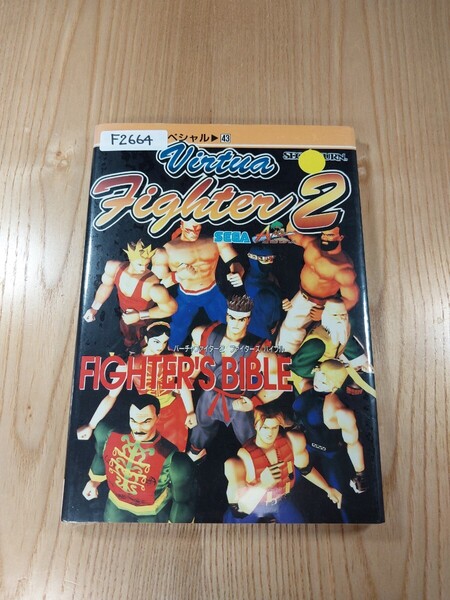 F2664
ペシャル▶43
Virtua
Fighter 2
SEGA
バーチャファイター2 ファイターズ バイブル
FIGHTER'S BIBLE